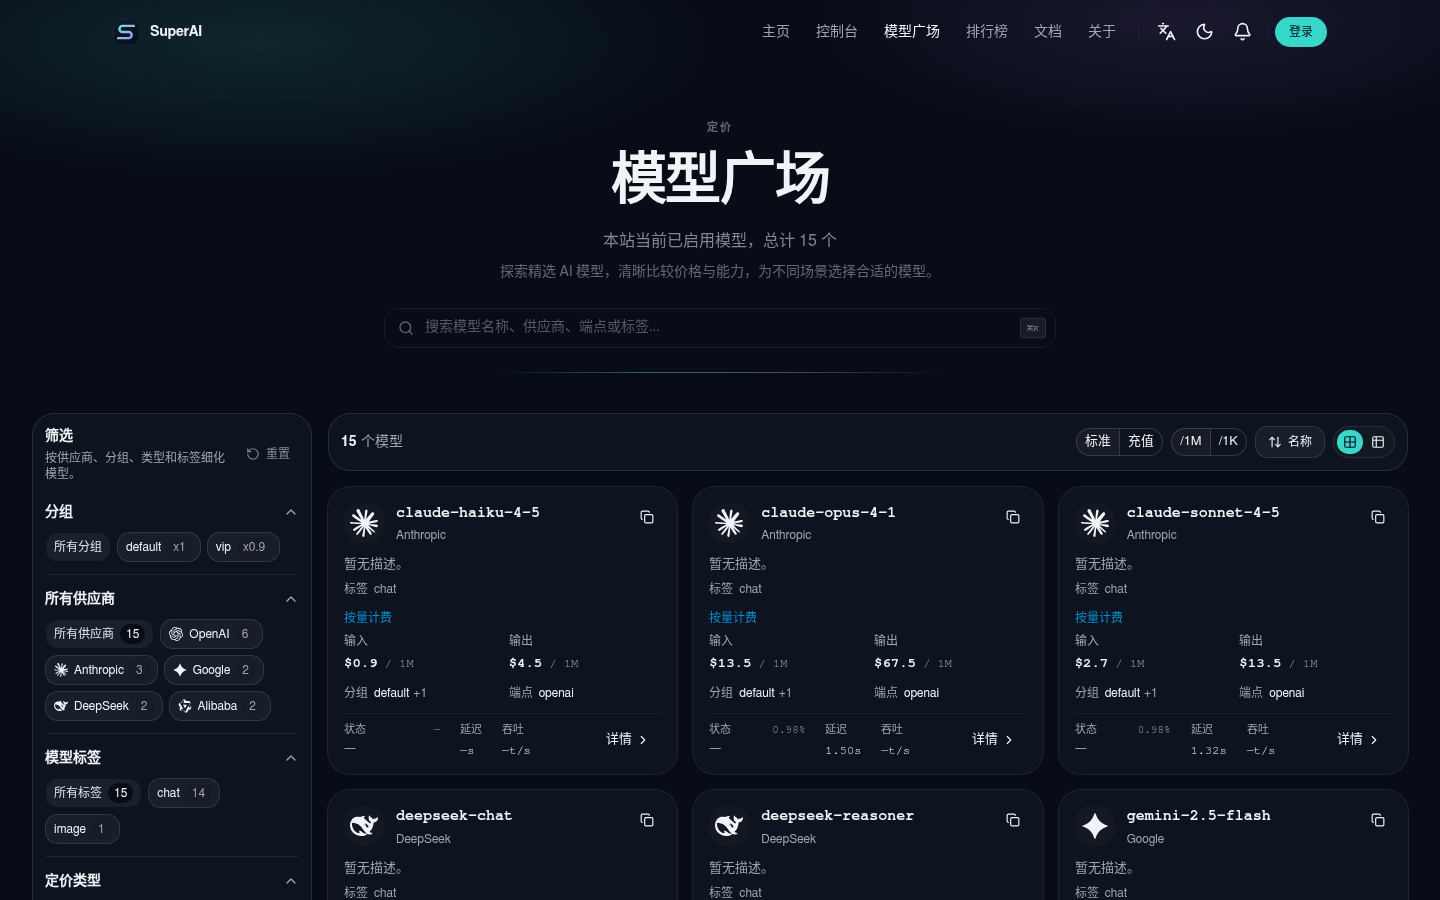 SuperAI
主页 控制台 模型广场 排行榜 文档 关于 登录
定价
模型广场
本站当前已启用模型，总计 15 个
探索精选 AI 模型，清晰比较价格与能力，为不同场景选择合适的模型。
搜索模型名称、供应商、端点或标签... ⌘K
筛选
按供应商、分组、类型和标签细化模型。
重置
分组
所有分组 default x1 vip x0.9
所有供应商
所有供应商 15 OpenAI 6
Anthropic 3 Google 2
DeepSeek 2 Alibaba 2
模型标签
所有标签 15 chat 14
image 1
定价类型
15 个模型 标准 充值 /1M /1K 名称
claude-haiku-4-5
Anthropic
暂无描述。
标签 chat
按量计费
输入 输出
$0.9 / 1M $4.5 / 1M
分组 default +1 端点 openai
状态 — 延迟 吞吐
— —s —t/s
详情
claude-opus-4-1
Anthropic
暂无描述。
标签 chat
按量计费
输入 输出
$13.5 / 1M $67.5 / 1M
分组 default +1 端点 openai
状态 0.98% 延迟 吞吐
— 1.50s —t/s
详情
claude-sonnet-4-5
Anthropic
暂无描述。
标签 chat
按量计费
输入 输出
$2.7 / 1M $13.5 / 1M
分组 default +1 端点 openai
状态 0.98% 延迟 吞吐
— 1.32s —t/s
详情
deepseek-chat
DeepSeek
暂无描述。
标签 chat
deepseek-reasoner
DeepSeek
暂无描述。
标签 chat
gemini-2.5-flash
Google
暂无描述。
标签 chat